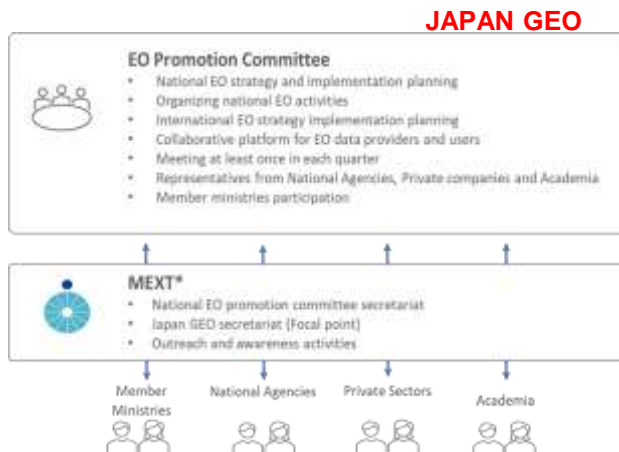 JAPAN GEO
EO Promotion Committee
• National EO strategy and implementation planning
• Organizing national EO activities
• International EO strategy implementation planning
• Collaborative platform for EO data providers and users
• Meeting at least once in each quarter
• Representatives from National Agencies, Private companies and Academia
• Member ministries participation
MEXT*
• National EO promotion committee secretariat
• Japan GEO secretariat (Focal point)
• Outreach and awareness activities
Member
Ministries
National Agencies
Private Sectors
Academia